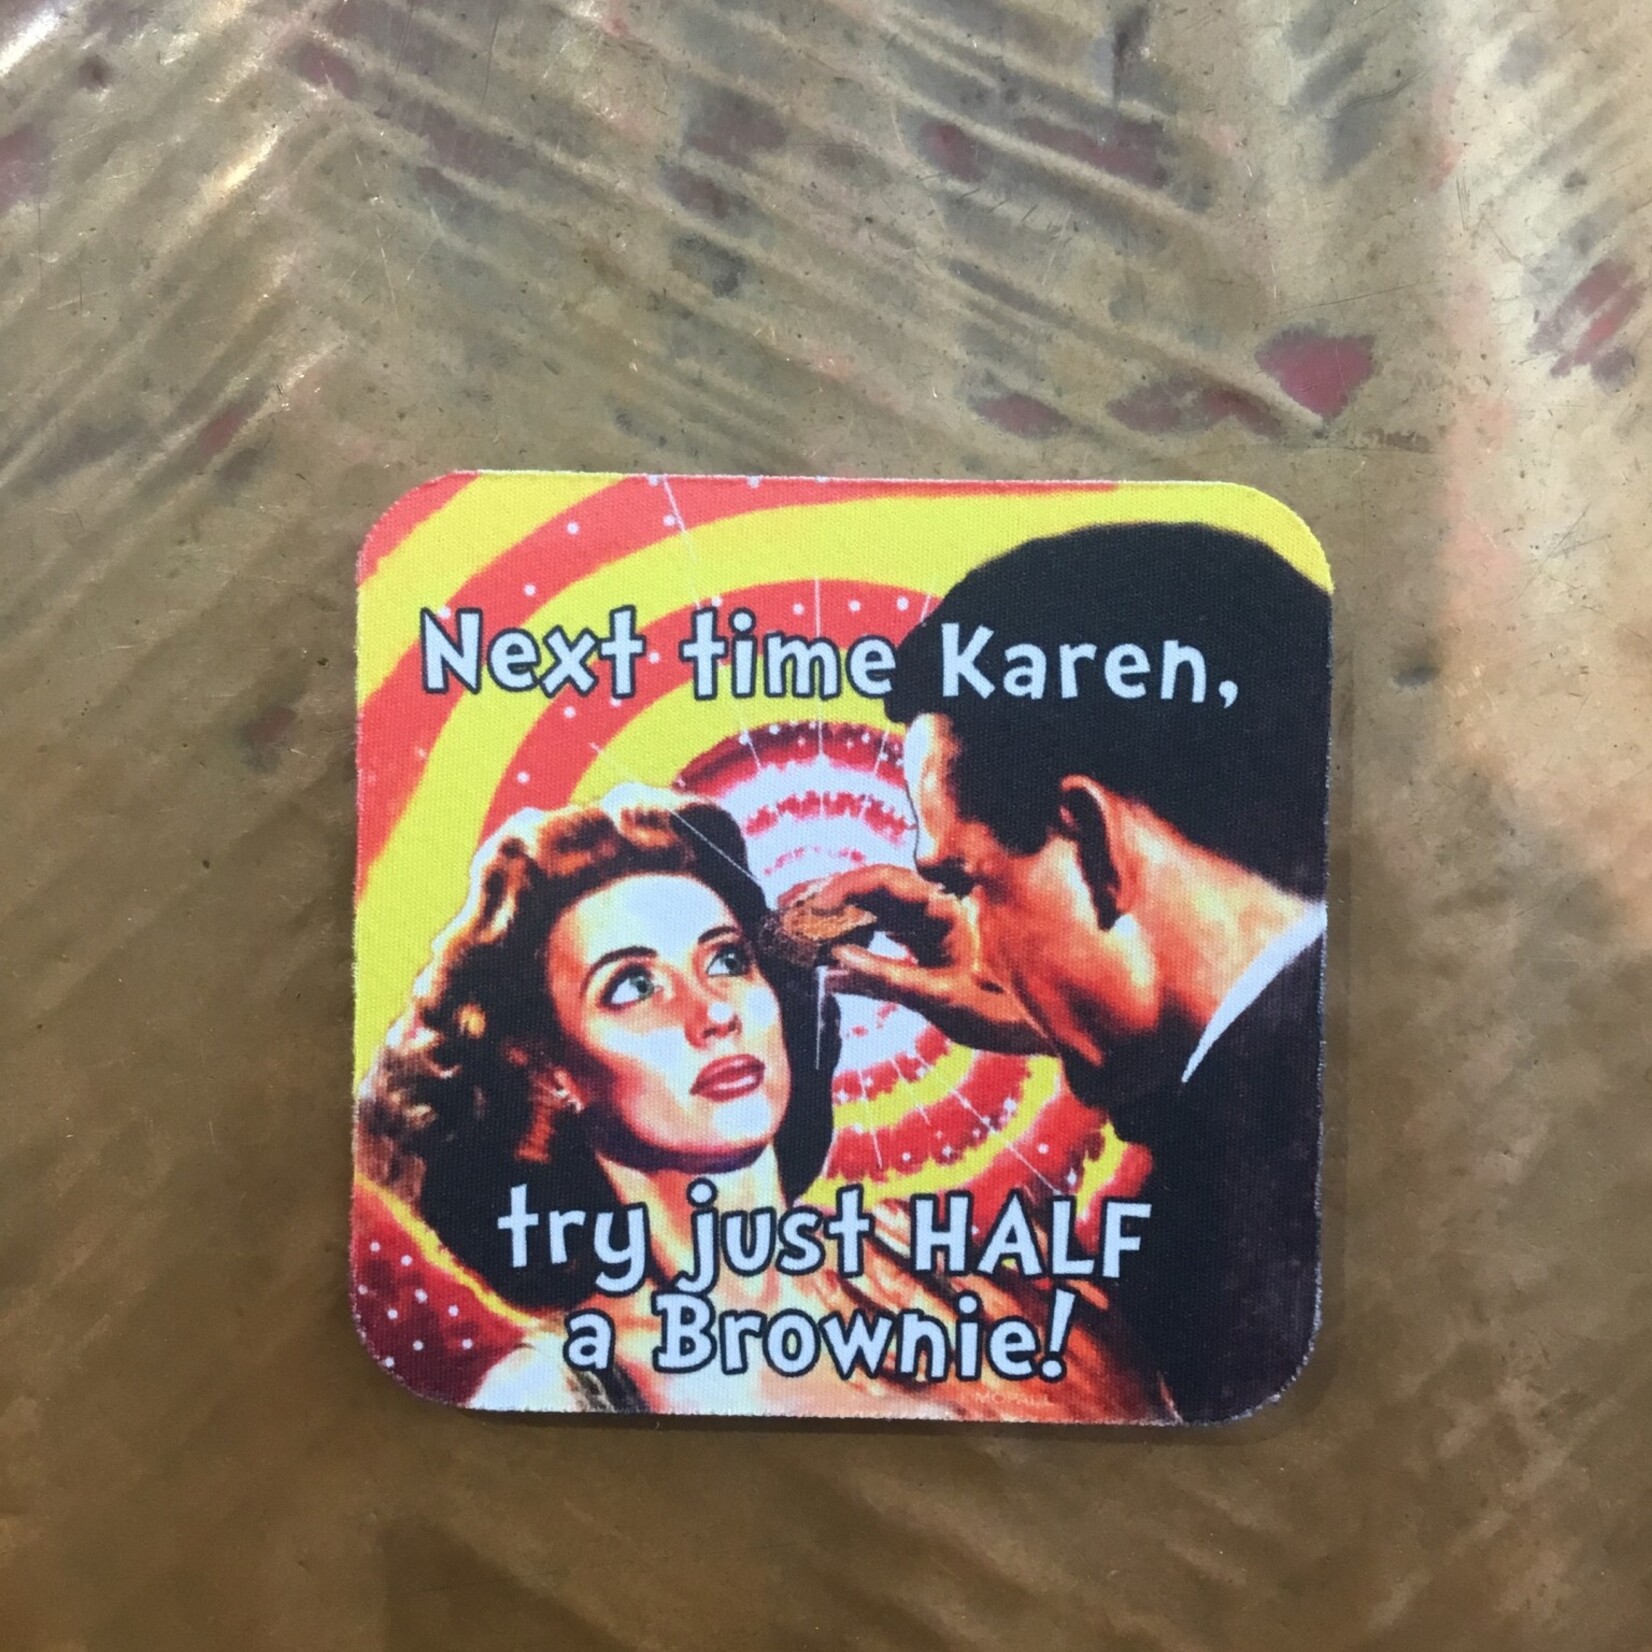 Next time Karen,
try just HALF
a Brownie!